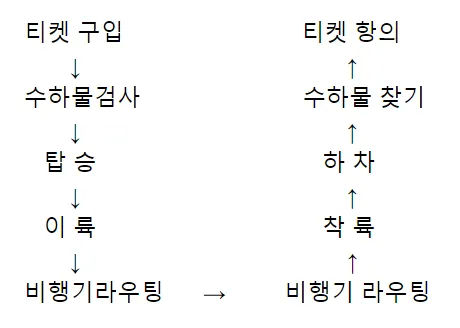 티켓 구입 티켓 항의
↓ ↑
수하물검사 수하물 찾기
↓ ↑
탑 승 하 차
↓ ↑
이 륙 착 륙
↓ ↑
비행기라우팅 → 비행기 라우팅